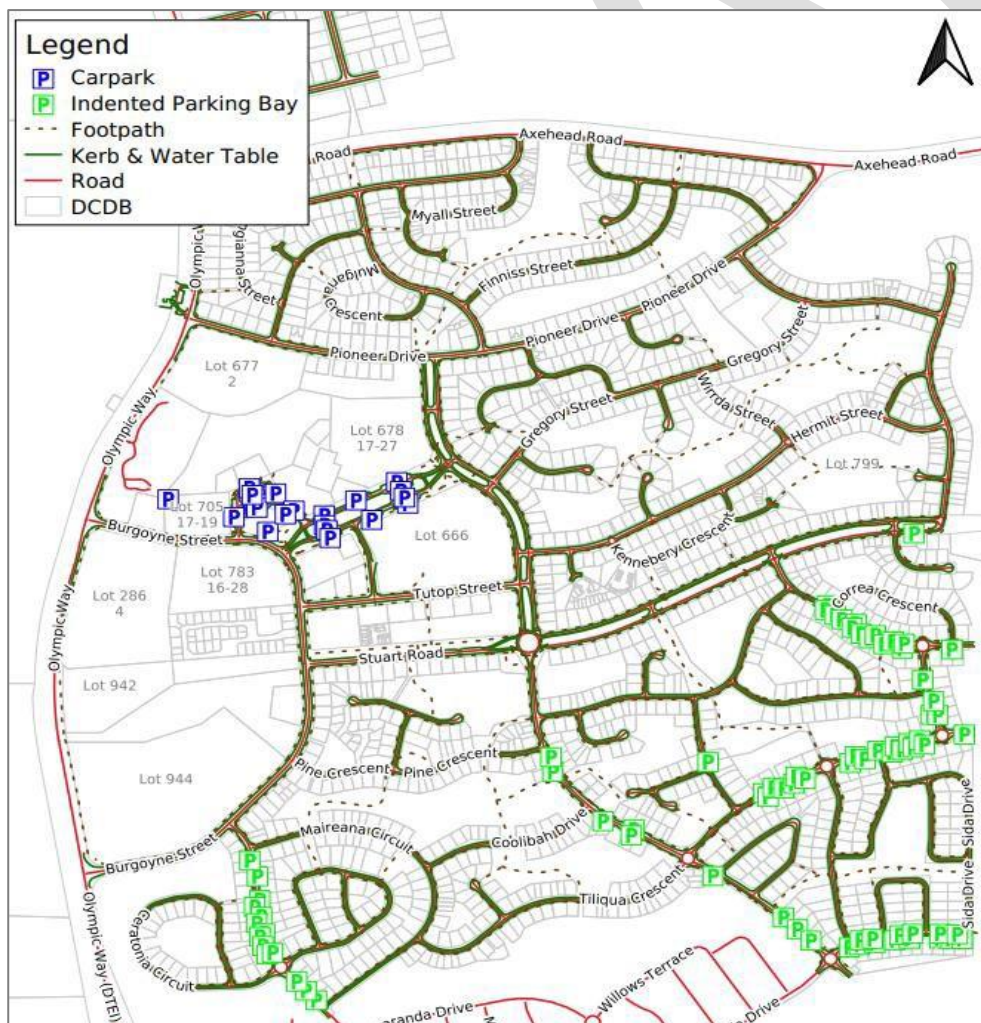 Legend
P Carpark
P Indented Parking Bay
Footpath
Kerb & Water Table
Road
DCDB
Axehead Road
Axehead Road
Road
Myall Street
Olympic
Mulgana
Crescent
Finniss Street
Pioneer Drive
Pioneer Drive
Pioneer Drive
Gregory Street
Gregory Street
Wirrda Street
Hermit Street
Lot 677
2
Lot 678
17-27
Lot 799
Olympic Way
Lot 705
17-19
Burgoyne Street
Lot 666
Kennebery Crescent
Lot 783
16-28
Lot 286
4
Tutop Street
Correa Crescent
Olympic Way
Stuart Road
Lot 942
Lot 944
Pine Crescent
Pine Crescent
Maireana Circuit
Coolibah Drive
Burgoyne Street
Tiliqua Crescent
Sida Drive
Sida Drive
Ceratonia Circuit
Olympic Way (DTEI)
Willows Terrace
Drive